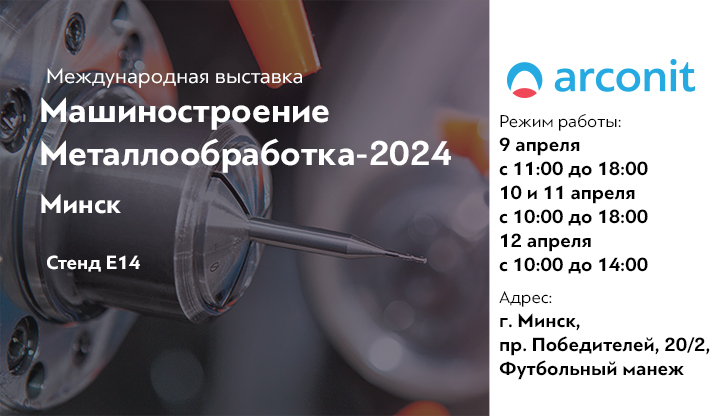 Международная выставка
Машиностроение
Металлообработка-2024
Минск
Стенд E14
arconit
Режим работы:
9 апреля
с 11:00 до 18:00
10 и 11 апреля
с 10:00 до 18:00
12 апреля
с 10:00 до 14:00
Адрес:
г. Минск,
пр. Победителей, 20/2,
Футбольный манеж